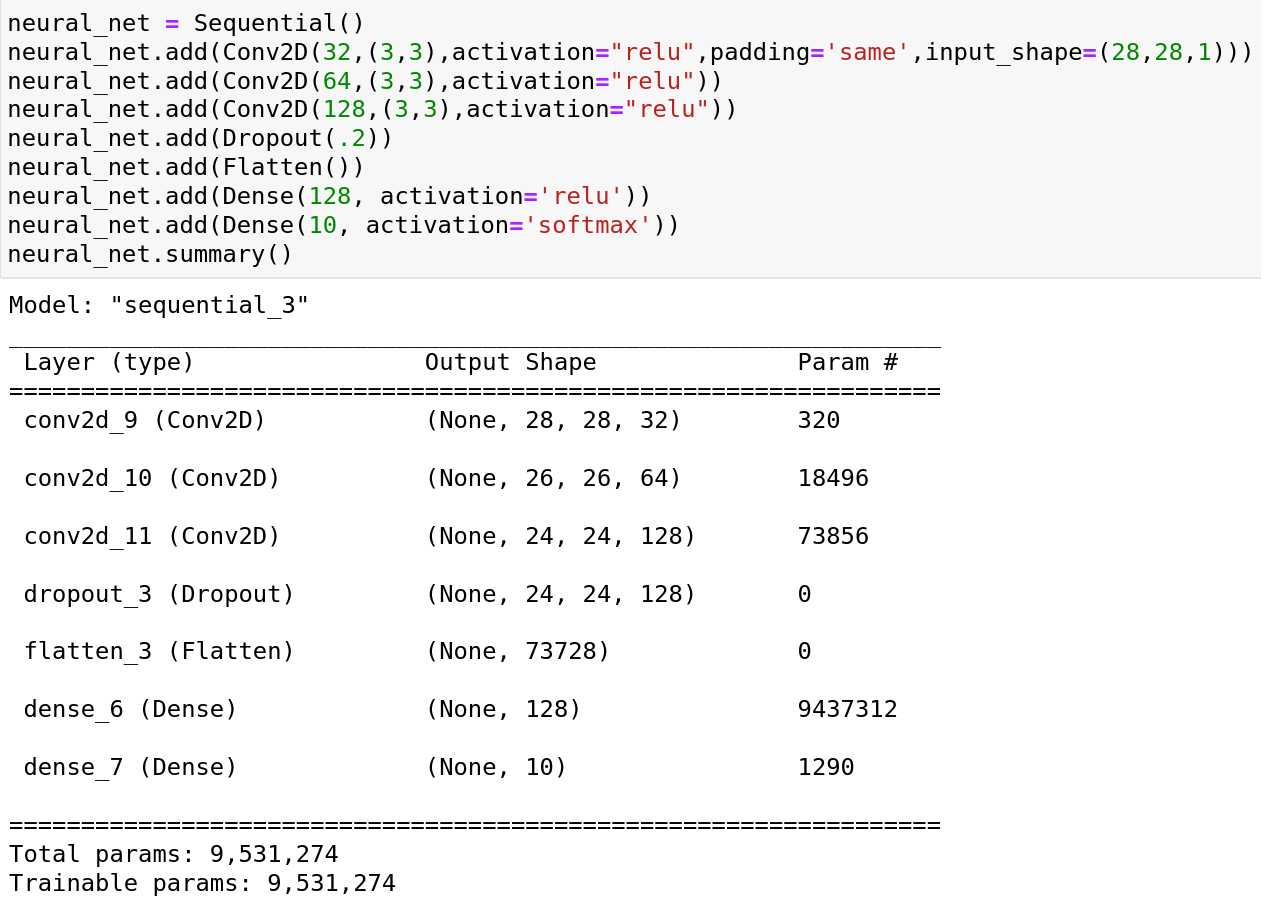 neural_net = Sequential()
neural_net.add(Conv2D(32,(3,3),activation="relu",padding='same',input_shape=(28,28,1)))
neural_net.add(Conv2D(64,(3,3),activation="relu"))
neural_net.add(Conv2D(128,(3,3),activation="relu"))
neural_net.add(Dropout(.2))
neural_net.add(Flatten())
neural_net.add(Dense(128, activation='relu'))
neural_net.add(Dense(10, activation='softmax'))
neural_net.summary()
Model: "sequential_3"
_________________________________________________________________
Layer (type)                Output Shape              Param #
=================================================================
conv2d_9 (Conv2D)           (None, 28, 28, 32)        320
conv2d_10 (Conv2D)          (None, 26, 26, 64)        18496
conv2d_11 (Conv2D)          (None, 24, 24, 128)       73856
dropout_3 (Dropout)         (None, 24, 24, 128)       0
flatten_3 (Flatten)         (None, 73728)             0
dense_6 (Dense)             (None, 128)               9437312
dense_7 (Dense)             (None, 10)                1290
=================================================================
Total params: 9,531,274
Trainable params: 9,531,274